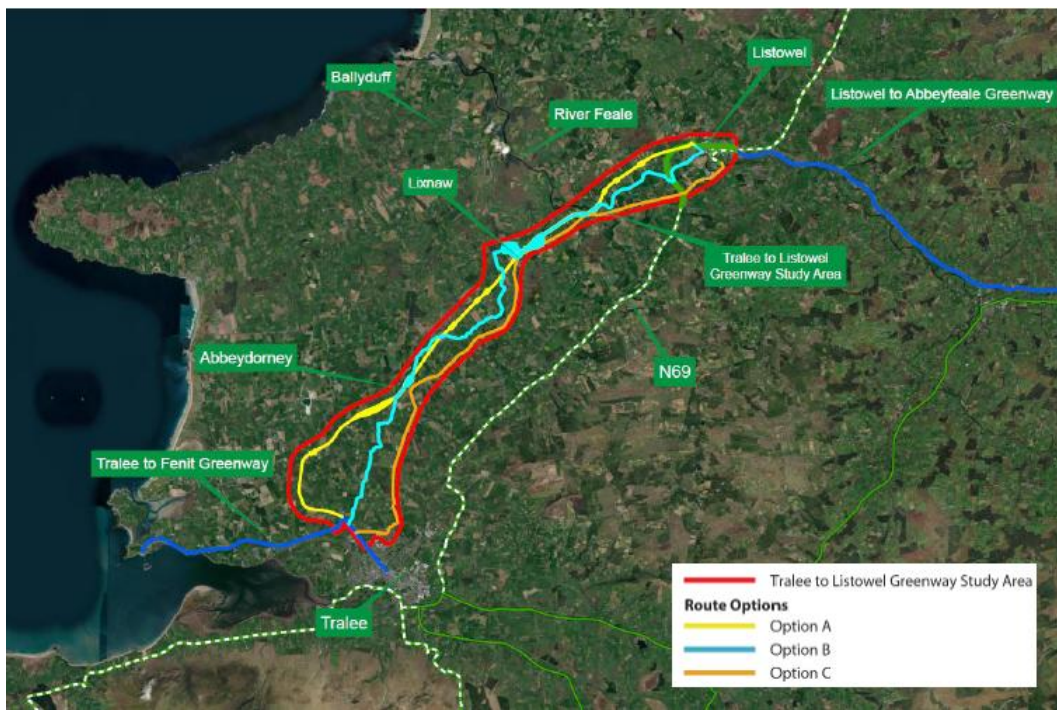 Listowel
Ballyduff
Listowel to Abbeyfeale Greenway
River Feale
Lixnaw
Tralee to Listowel
Greenway Study Area
Abbeydorney
N69
Tralee to Fenit Greenway
Tralee
Tralee to Listowel Greenway Study Area
Route Options
Option A
Option B
Option C